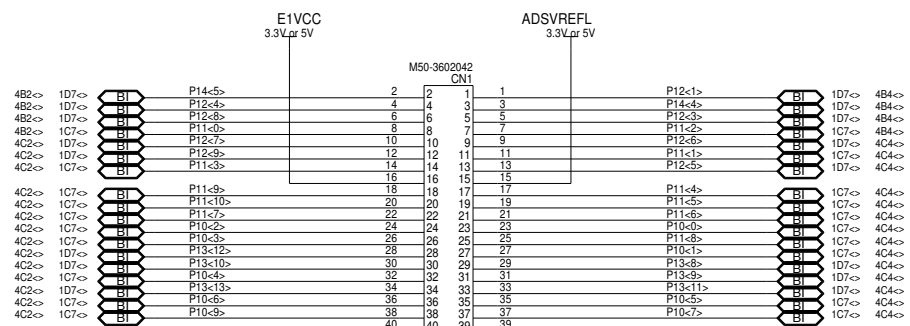 E1VCC ADSVREFL
3.3V or 5V 3.3V or 5V
M50-3602042
CN1
4B2<> 1D7<> BI P14<5> 2 2 1 1 P12<1> BI 1D7<> 4B4<>
4B2<> 1D7<> BI P12<4> 4 4 3 3 P14<4> BI 1D7<> 4B4<>
4B2<> 1D7<> BI P12<8> 6 6 5 5 P12<3> BI 1D7<> 4B4<>
4B2<> 1C7<> BI P11<0> 8 8 7 7 P11<2> BI 1C7<> 4B4<>
4C2<> 1D7<> BI P12<7> 10 10 9 9 P12<6> BI 1D7<> 4C4<>
4C2<> 1D7<> BI P12<9> 12 12 11 11 P11<1> BI 1C7<> 4C4<>
4C2<> 1C7<> BI P11<3> 14 14 13 13 P12<5> BI 1D7<> 4C4<>
16 16 15 15
4C2<> 1C7<> BI P11<9> 18 18 17 17 P11<4> BI 1C7<> 4C4<>
4C2<> 1C7<> BI P11<10> 20 20 19 19 P11<5> BI 1C7<> 4C4<>
4C2<> 1C7<> BI P11<7> 22 22 21 21 P11<6> BI 1C7<> 4C4<>
4C2<> 1C7<> BI P10<2> 24 24 23 23 P10<0> BI 1C7<> 4C4<>
4C2<> 1C7<> BI P10<3> 26 26 25 25 P11<8> BI 1C7<> 4C4<>
4C2<> 1D7<> BI P13<12> 28 28 27 27 P10<1> BI 1C7<> 4C4<>
4C2<> 1D7<> BI P13<10> 30 30 29 29 P13<8> BI 1D7<> 4C4<>
4C2<> 1C7<> BI P10<4> 32 32 31 31 P13<9> BI 1D7<> 4C4<>
4C2<> 1D7<> BI P13<13> 34 34 33 33 P13<11> BI 1D7<> 4C4<>
4C2<> 1C7<> BI P10<6> 36 36 35 35 P10<5> BI 1C7<> 4C4<>
4C2<> 1C7<> BI P10<9> 38 38 37 37 P10<7> BI 1C7<> 4C4<>
40 40 39 39